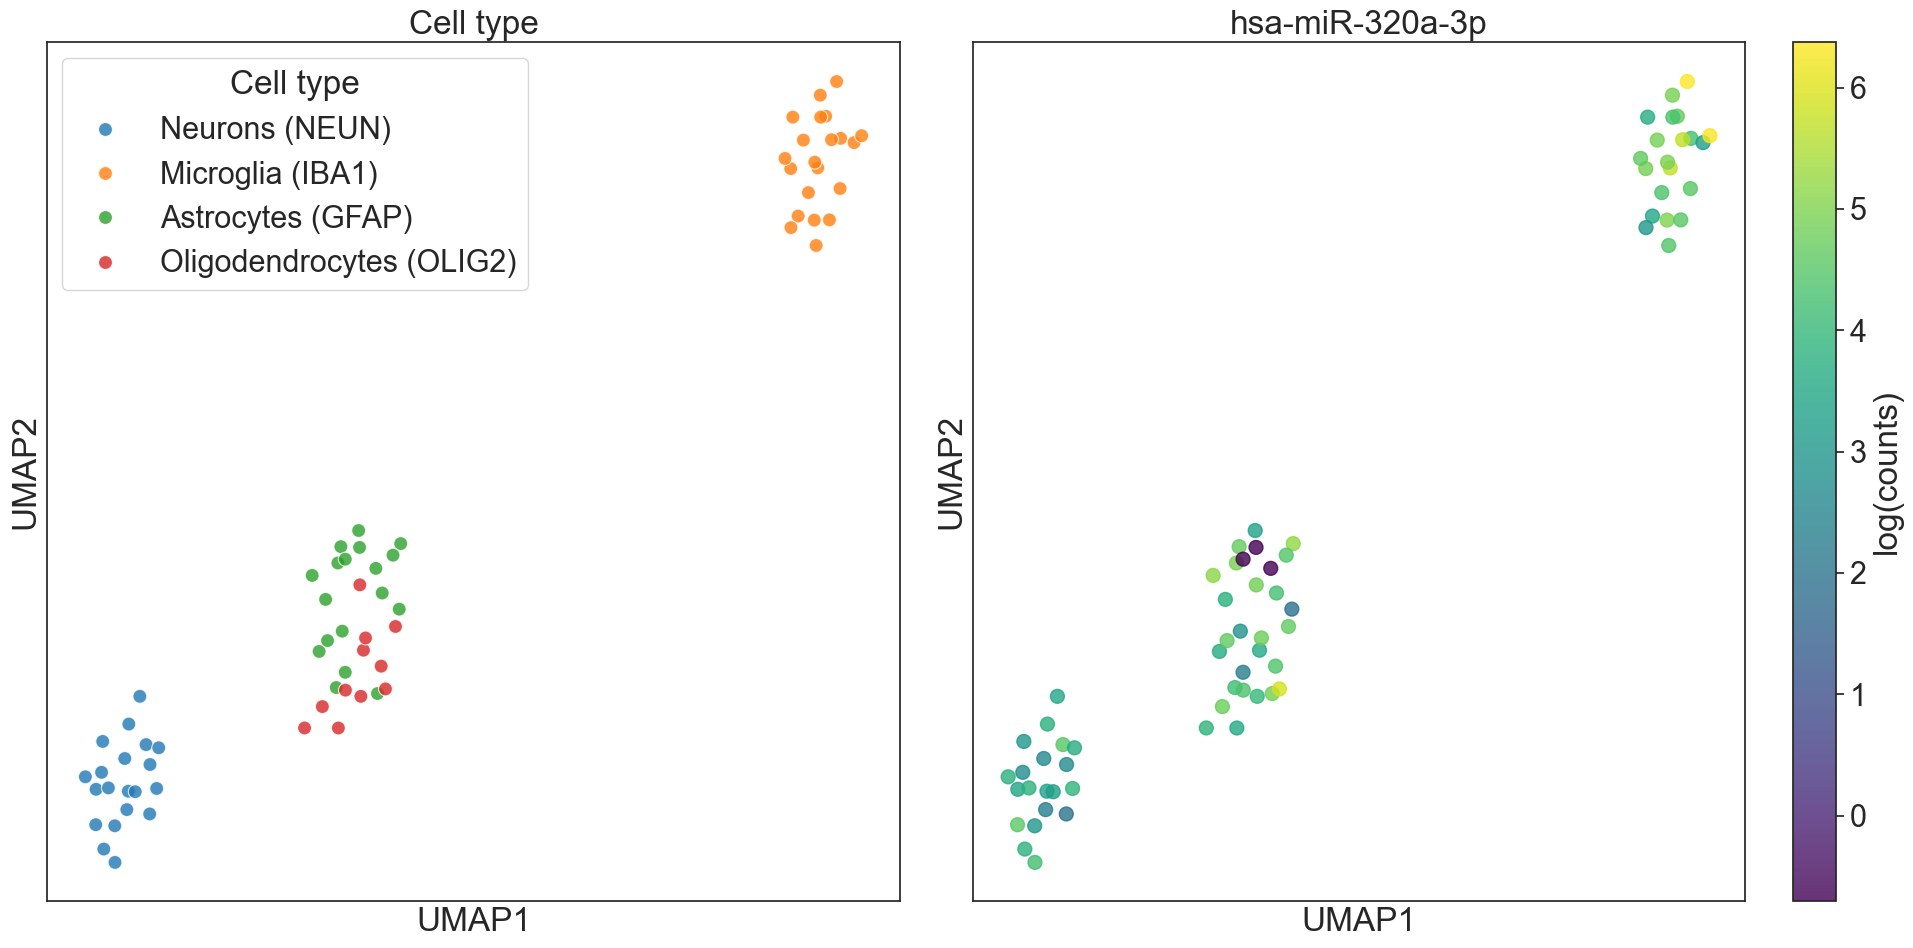 Cell type
Cell type
Neurons (NEUN)
Microglia (IBA1)
Astrocytes (GFAP)
Oligodendrocytes (OLIG2)
UMAP2
UMAP1
hsa-miR-320a-3p
UMAP2
UMAP1
6
5
4
3
2
1
0
log(counts)